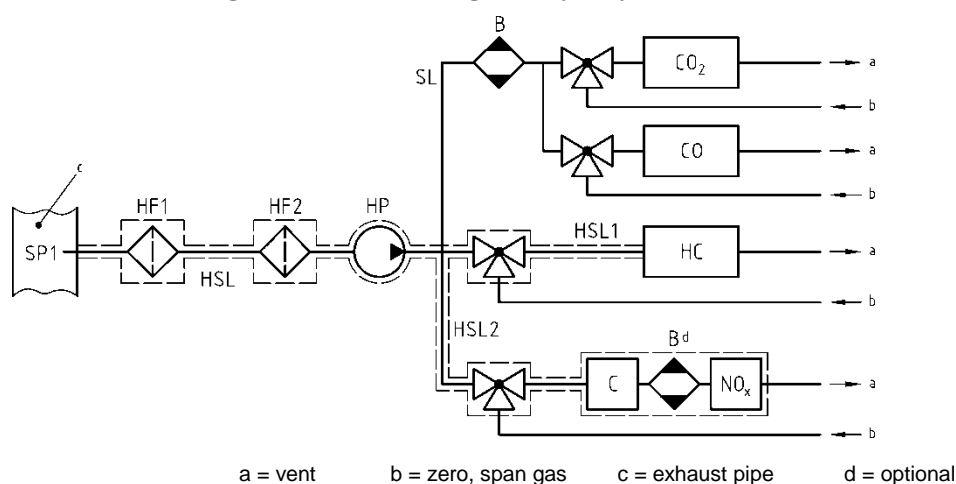 B
SL
CO₂
a
b
c
CO
a
b
HF1
HF2
HP
SP1
HSL
HSL1
HC
a
b
HSL2
Bᵈ
C
NOₓ
a
b
a = vent b = zero, span gas c = exhaust pipe d = optional